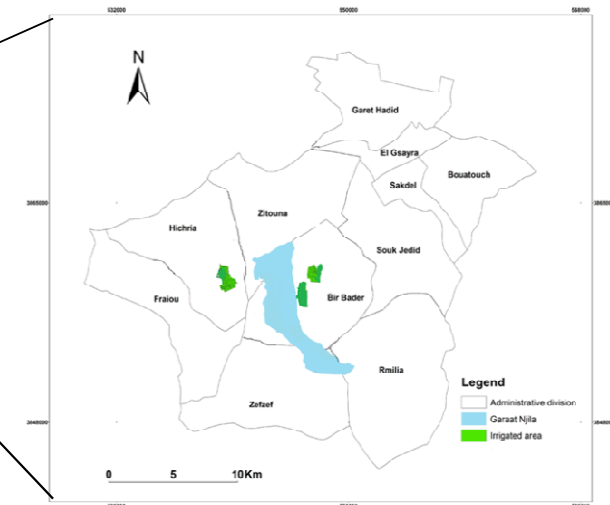 550000
N
Garet Hadid
El Gsayra
Sakdel
Bouatouch
Zitouna
Hichria
Souk Jedid
Fraiou
Bir Bader
Rmilia
Zefzef
Legend
Administrative division
Garaat Njila
Irrigated area
0 5 10Km